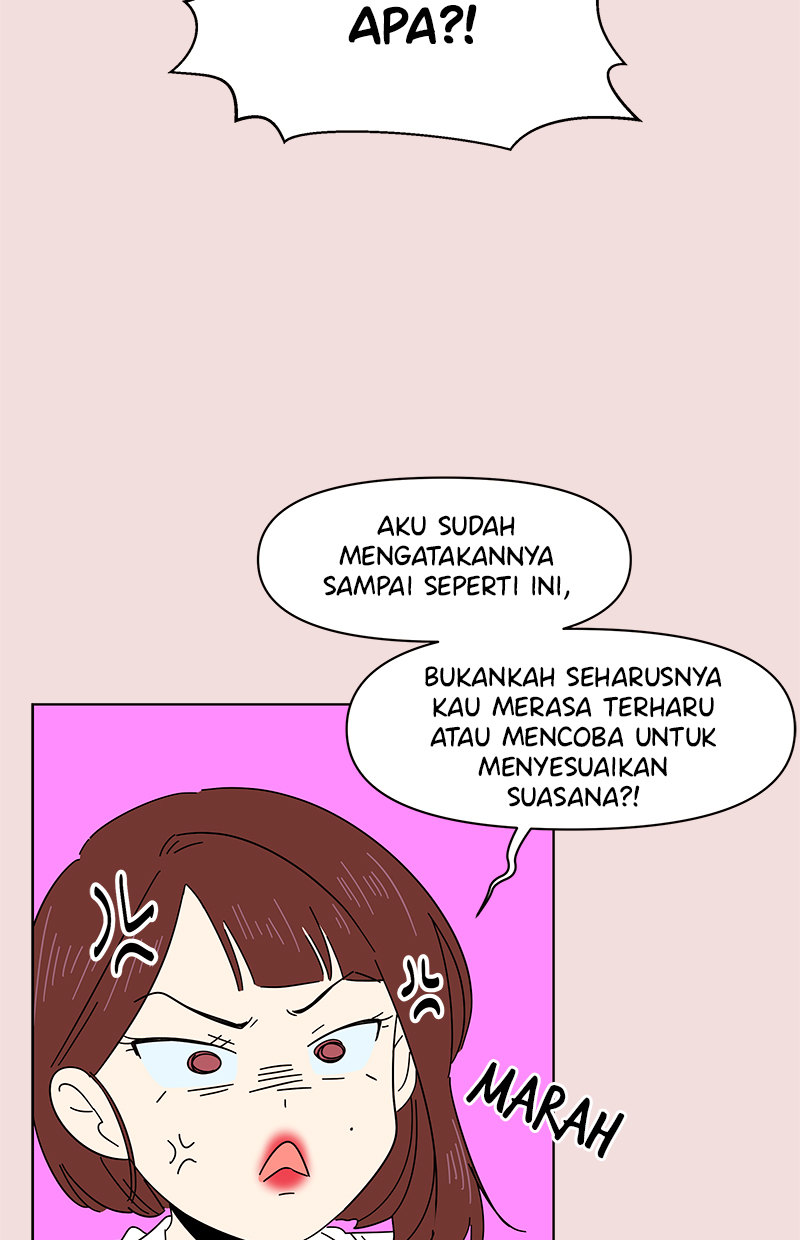 APA?!
AKU SUDAH
MENGATAKANNYA
SAMPAI SEPERTI INI,
BUKANKAH SEHARUSNYA
KAU MERASA TERHARU
ATAU MENCOBA UNTUK
MENYESUAIKAN
SUASANA?!
MARAH